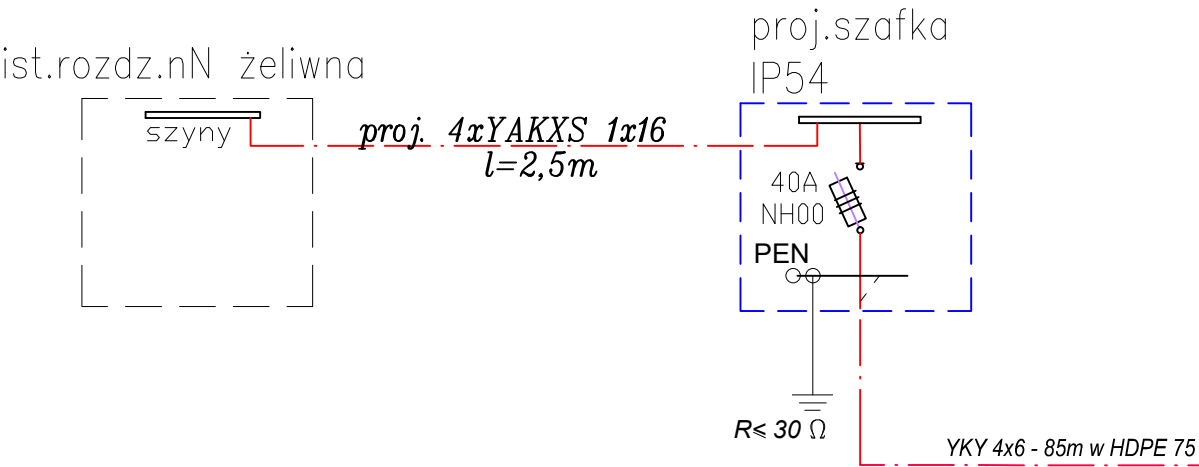 proj.szafka
IP54
ist.rozdz.nN żeliwna
szyny
proj. 4xYAKXS 1x16
l=2,5m
40A
NH00
PEN
R≤ 30 Ω
YKY 4x6 - 85m w HDPE 75